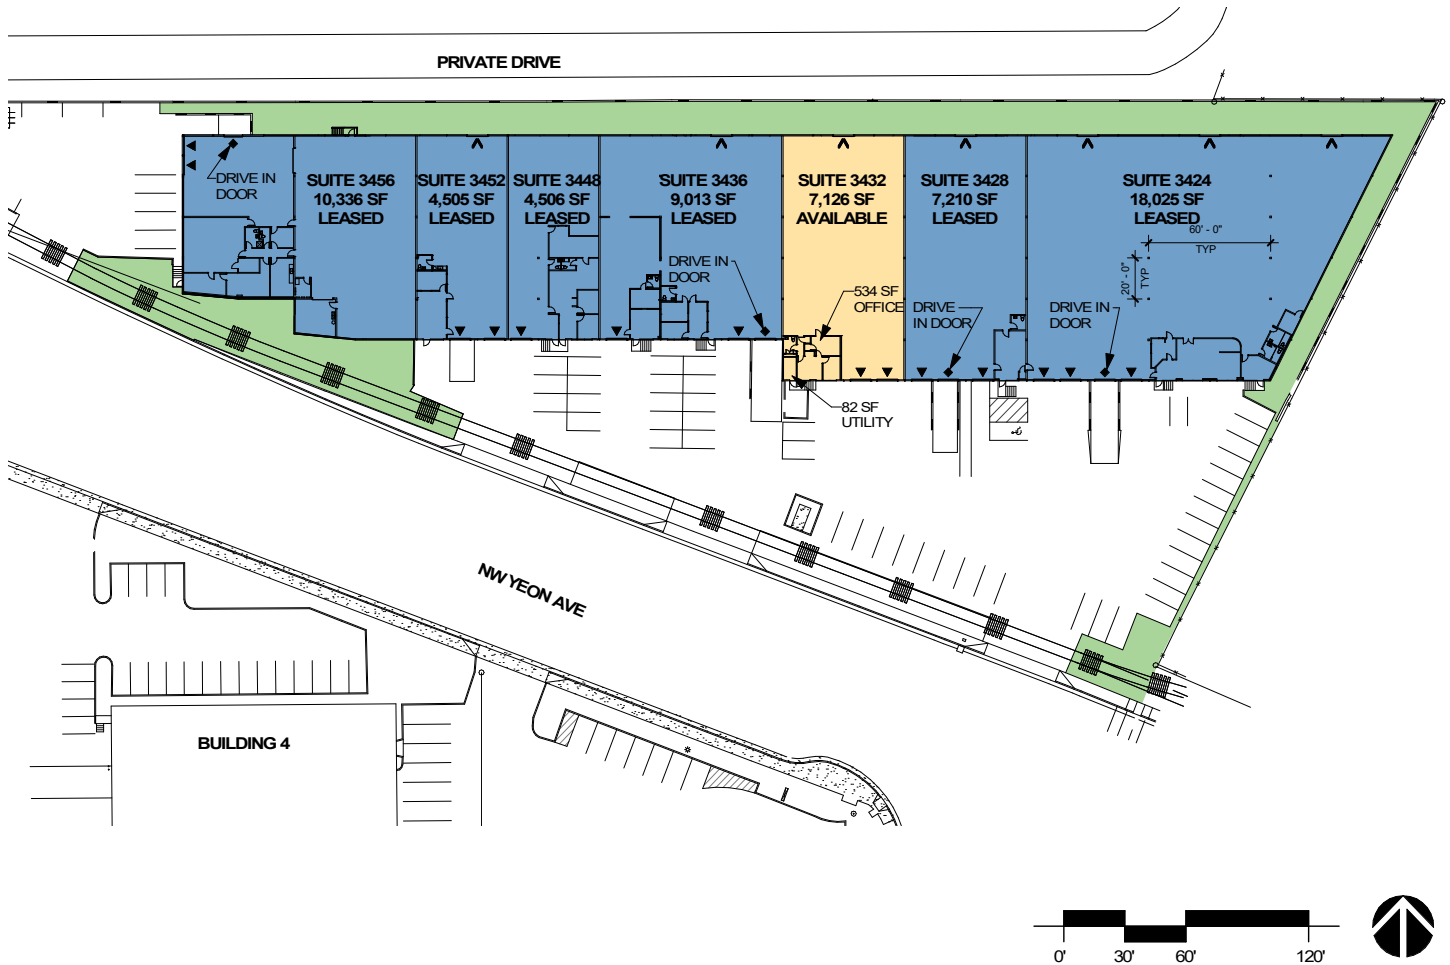 PRIVATE DRIVE
DRIVE IN
DOOR
SUITE 3456
10,336 SF
LEASED
SUITE 3452
4,505 SF
LEASED
SUITE 3448
4,506 SF
LEASED
SUITE 3436
9,013 SF
LEASED
SUITE 3432
7,126 SF
AVAILABLE
SUITE 3428
7,210 SF
LEASED
SUITE 3424
18,025 SF
LEASED
60' - 0"
TYP
20' - 0"
TYP
DRIVE IN
DOOR
534 SF
OFFICE
DRIVE
IN DOOR
DRIVE IN
DOOR
82 SF
UTILITY
NW YEON AVE
BUILDING 4
0'
30'
60'
120'